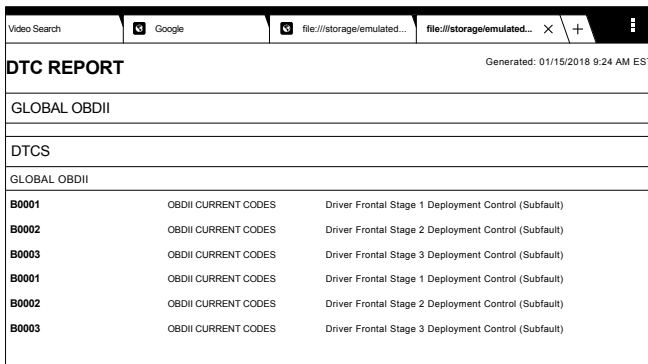 Video Search Google file:///storage/emulated... file:///storage/emulated...
DTC REPORT Generated: 01/15/2018 9:24 AM EST
GLOBAL OBDII
DTCS
GLOBAL OBDII
B0001 OBDII CURRENT CODES Driver Frontal Stage 1 Deployment Control (Subfault)
B0002 OBDII CURRENT CODES Driver Frontal Stage 2 Deployment Control (Subfault)
B0003 OBDII CURRENT CODES Driver Frontal Stage 3 Deployment Control (Subfault)
B0001 OBDII CURRENT CODES Driver Frontal Stage 1 Deployment Control (Subfault)
B0002 OBDII CURRENT CODES Driver Frontal Stage 2 Deployment Control (Subfault)
B0003 OBDII CURRENT CODES Driver Frontal Stage 3 Deployment Control (Subfault)